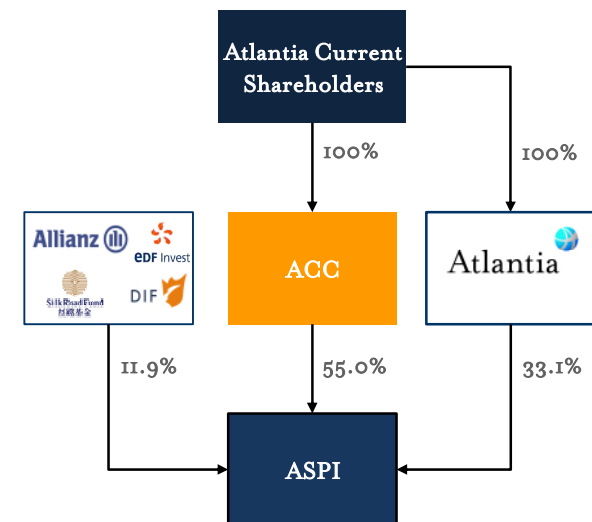 Atlantia Current
Shareholders
100%
100%
Allianz
eDF Invest
SilkRoadFund
丝路基金
DIF
ACC
Atlantia
11.9%
55.0%
33.1%
ASPI